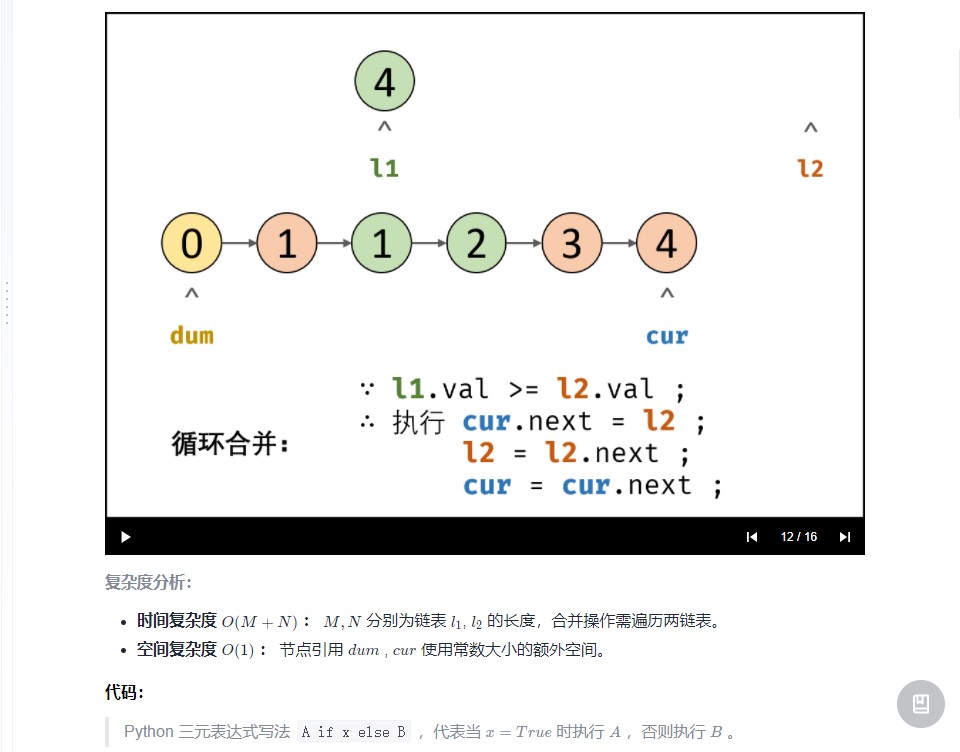 4
^ ^
l1 l2
0 1 1 2 3 4
^ ^
dum cur
∵ l1.val >= l2.val ;
∴ 执行 cur.next = l2 ;
循环合并:
l2 = l2.next ;
cur = cur.next ;
12 / 16
复杂度分析:
• 时间复杂度 O(M + N) : M, N 分别为链表 l₁, l₂ 的长度，合并操作需遍历两链表。
• 空间复杂度 O(1) : 节点引用 dum , cur 使用常数大小的额外空间。
代码:
Python 三元表达式写法 A if x else B ，代表当 x = True 时执行 A ，否则执行 B 。